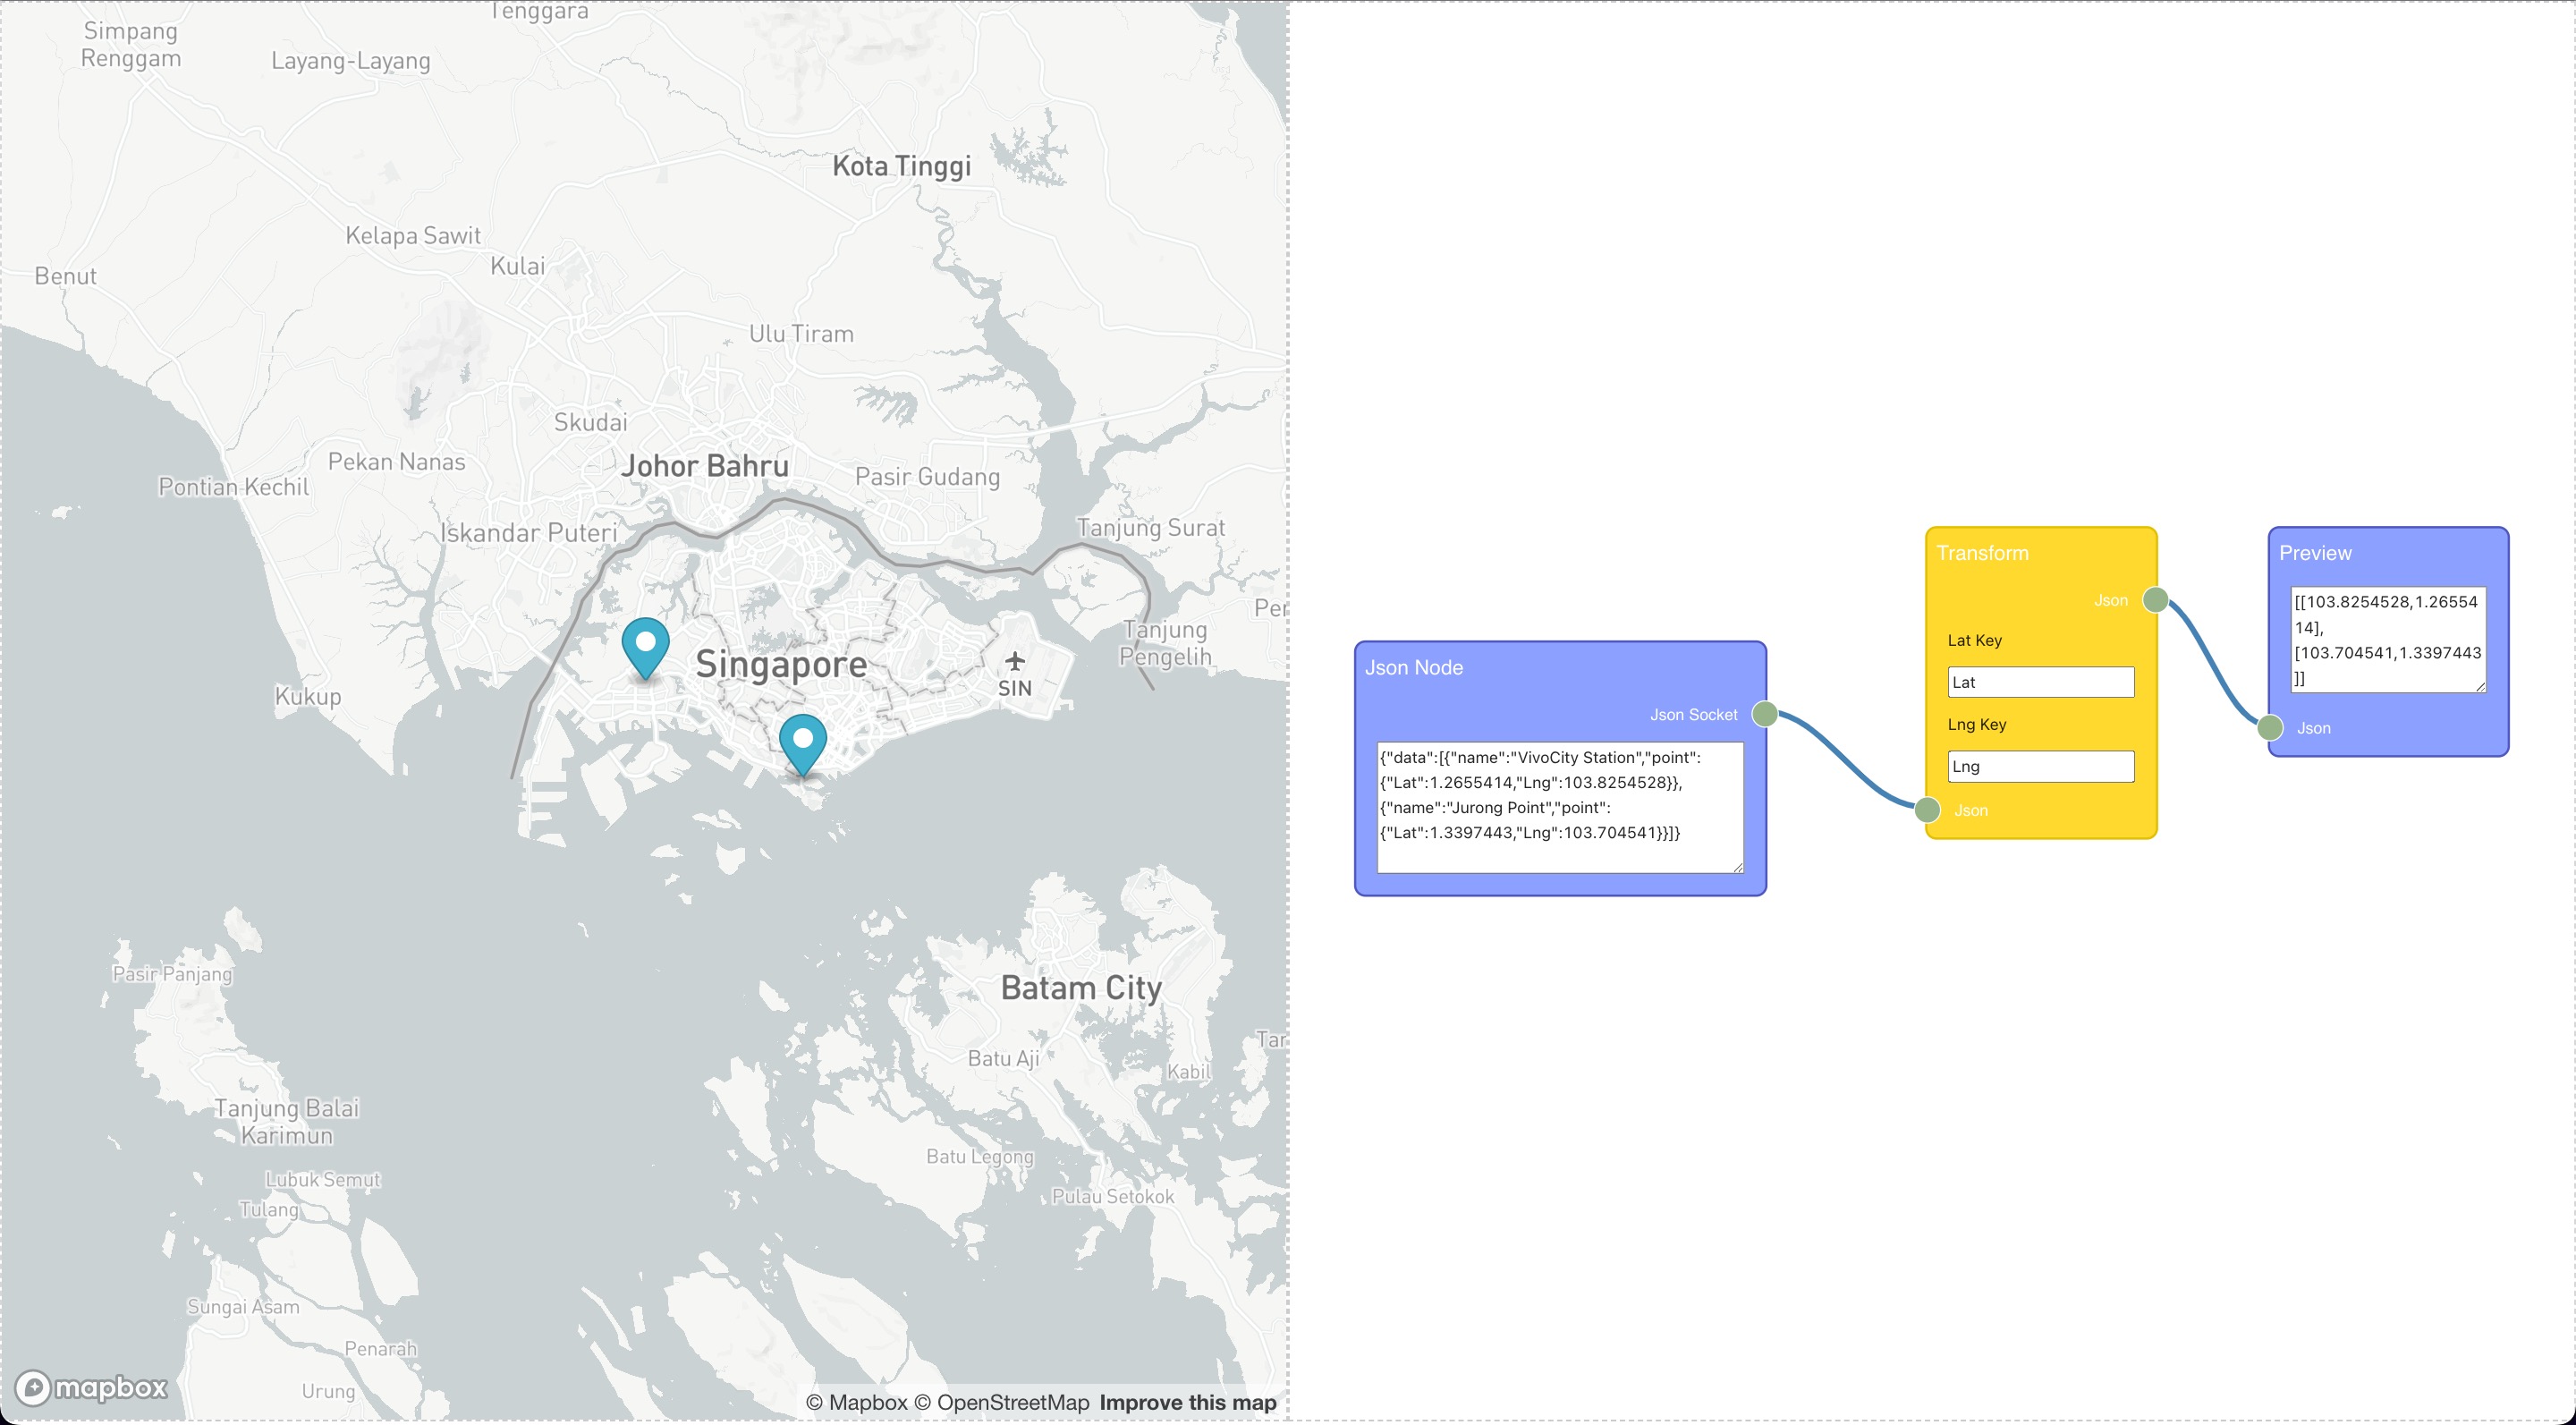 Tenggara
Simpang
Renggam
Layang-Layang
Kota Tinggi
Kelapa Sawit
Kulai
Benut
Ulu Tiram
Skudai
Pekan Nanas
Johor Bahru
Pasir Gudang
Pontian Kechil
Iskandar Puteri
Tanjung Surat
Tanjung
Pengelih
Singapore
SIN
Kukup
Batam City
Pasir Panjang
Batu Aji
Kabil
Tanjung Balai
Karimun
Batu Legong
Lubuk Semut
Pulau Setokok
Tulang
Sungai Asam
Penarah
Urung
mapbox
© Mapbox © OpenStreetMap Improve this map
Json Node
Json Socket
{"data":[{"name":"VivoCity Station","point":
{"Lat":1.2655414,"Lng":103.8254528}},
{"name":"Jurong Point","point":
{"Lat":1.3397443,"Lng":103.704541}}]}
Transform
Json
Lat Key
Lat
Lng Key
Lng
Json
Preview
[[103.8254528,1.26554
14],
[103.704541,1.3397443
]]
Json